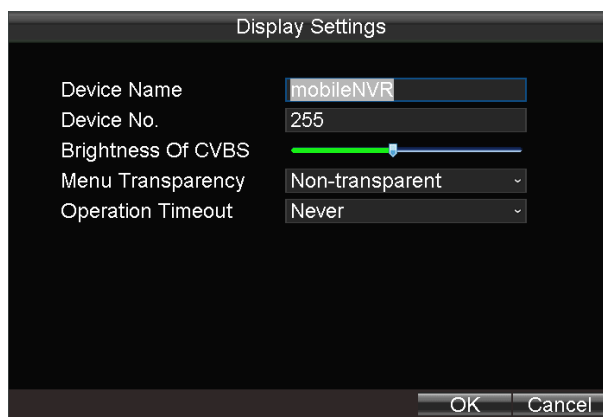 Display Settings
Device Name mobileNVR
Device No. 255
Brightness Of CVBS
Menu Transparency Non-transparent
Operation Timeout Never
OK Cancel